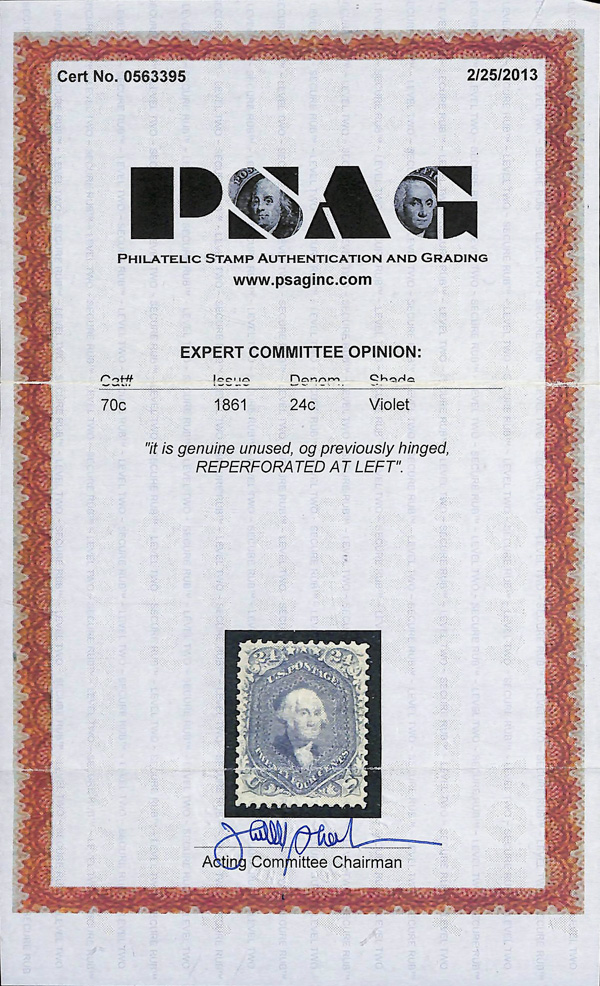 Cert No. 0563395 2/25/2013
PSAG
PHILATELIC STAMP AUTHENTICATION AND GRADING
www.psaginc.com
EXPERT COMMITTEE OPINION:
Cat# Issue Denom. Shade
70c 1861 24c Violet
"it is genuine unused, og previously hinged,
REPERFORATED AT LEFT".
24 24
U.S. POSTAGE
TWENTY FOUR CENTS
U S
Acting Committee Chairman